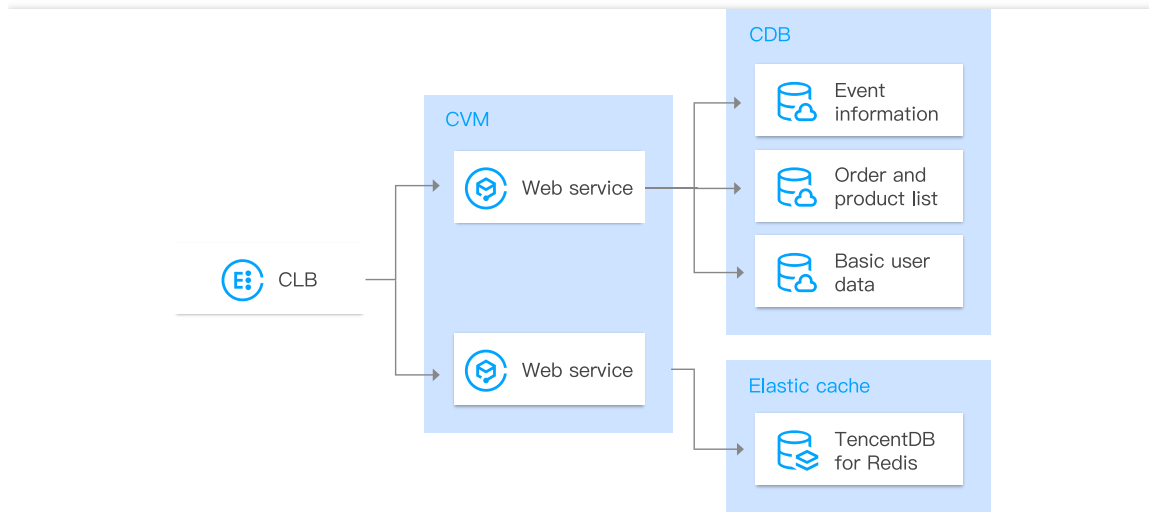 CDB
Event
information
CVM
Web service
Order and
product list
CLB
Basic user
data
Web service
Elastic cache
TencentDB
for Redis